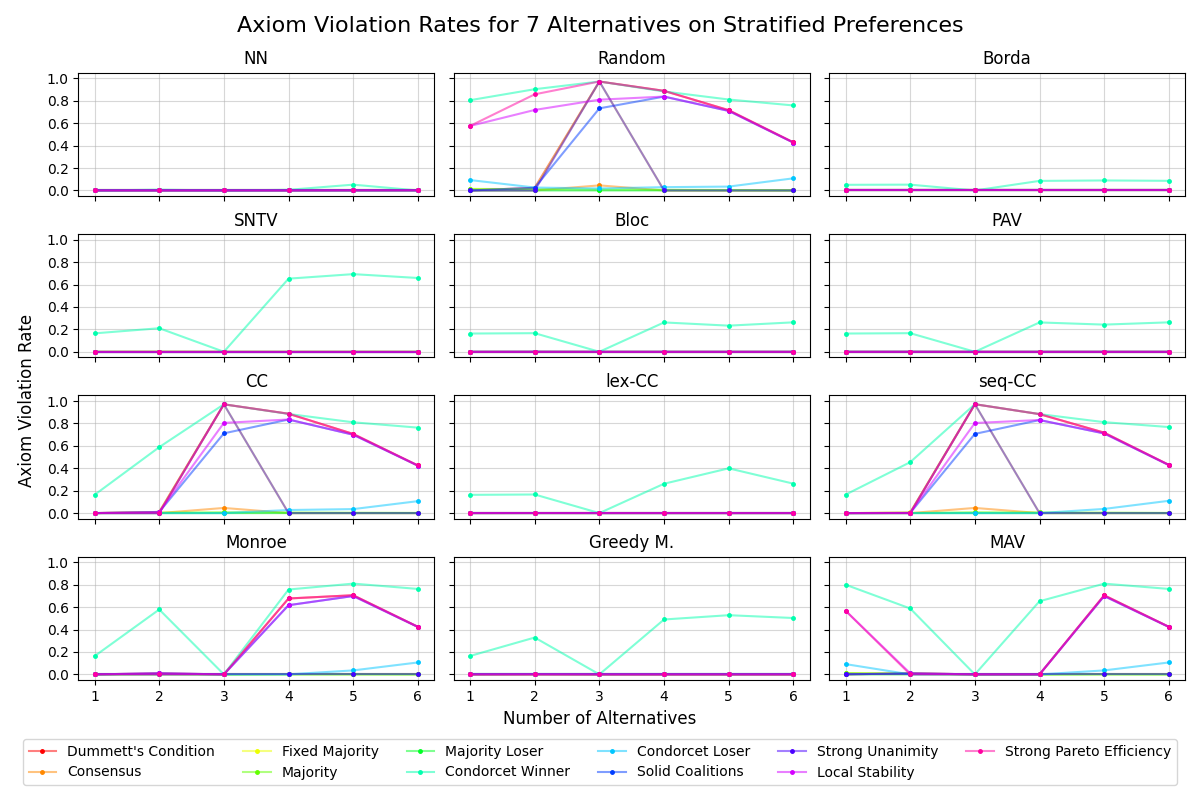 Axiom Violation Rates for 7 Alternatives on Stratified Preferences
NN Random Borda
1.0
0.8
0.6
0.4
0.2
0.0
SNTV Bloc PAV
1.0
0.8
0.6
0.4
0.2
0.0
Axiom Violation Rate
CC lex-CC seq-CC
1.0
0.8
0.6
0.4
0.2
0.0
Monroe Greedy M. MAV
1.0
0.8
0.6
0.4
0.2
0.0
1 2 3 4 5 6 1 2 3 4 5 6 1 2 3 4 5 6
Number of Alternatives
Dummett's Condition Fixed Majority Majority Loser Condorcet Loser Strong Unanimity Strong Pareto Efficiency
Consensus Majority Condorcet Winner Solid Coalitions Local Stability